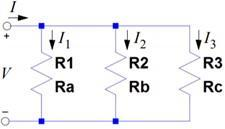 I
+
I1 I2 I3
V
R1 R2 R3
Ra Rb Rc
−